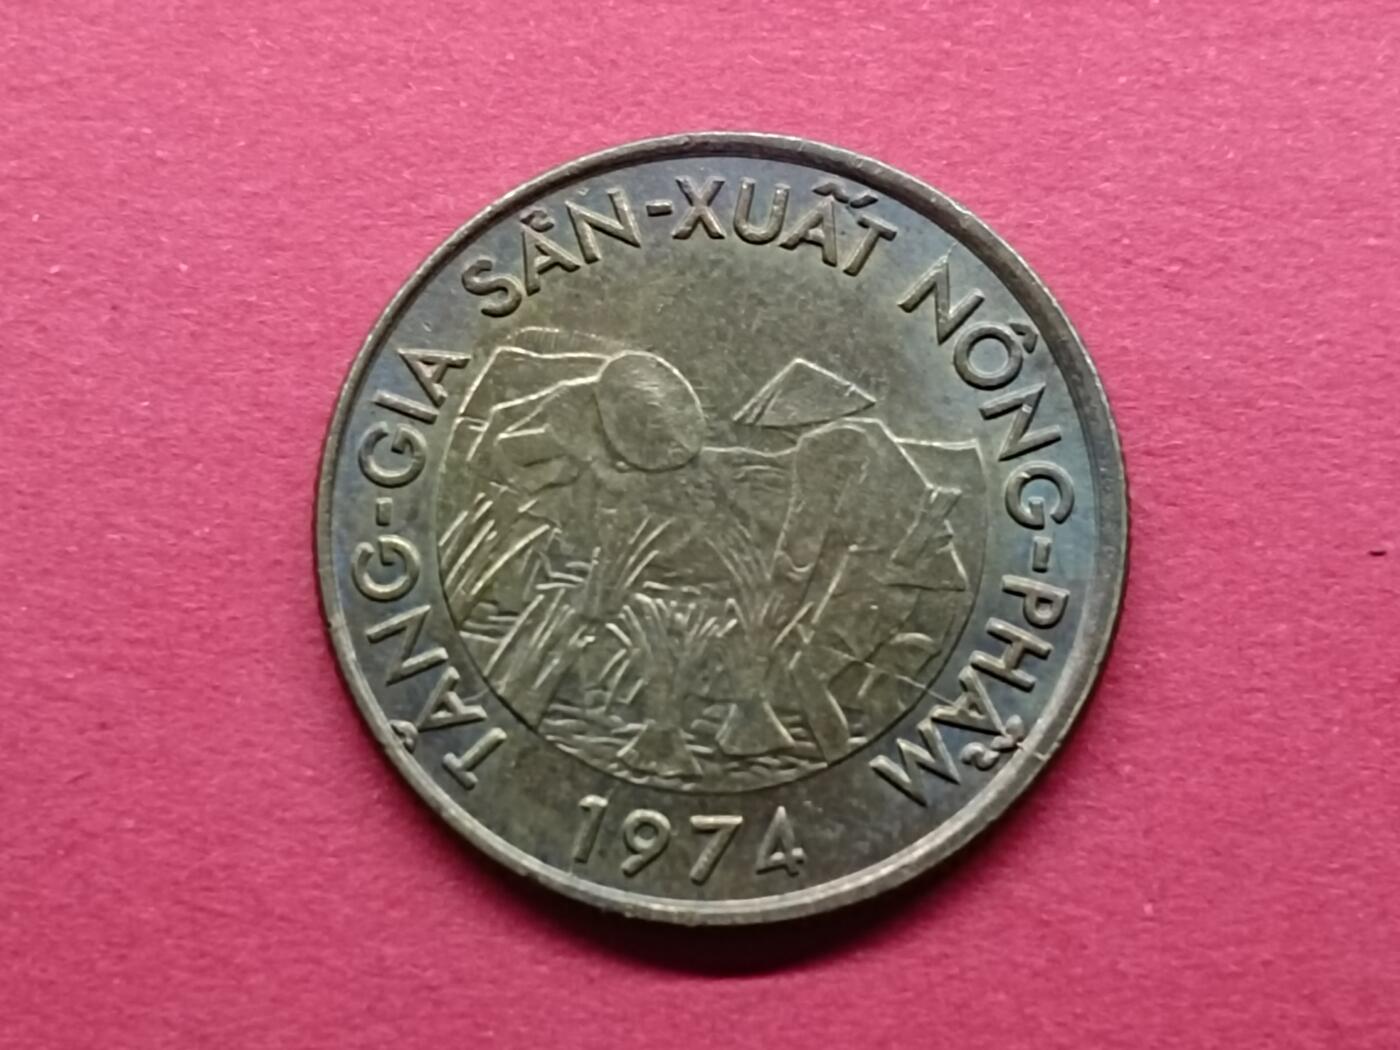 TĂNG-GIA SẢN-XUẤT NÔNG-PHẨM
1974